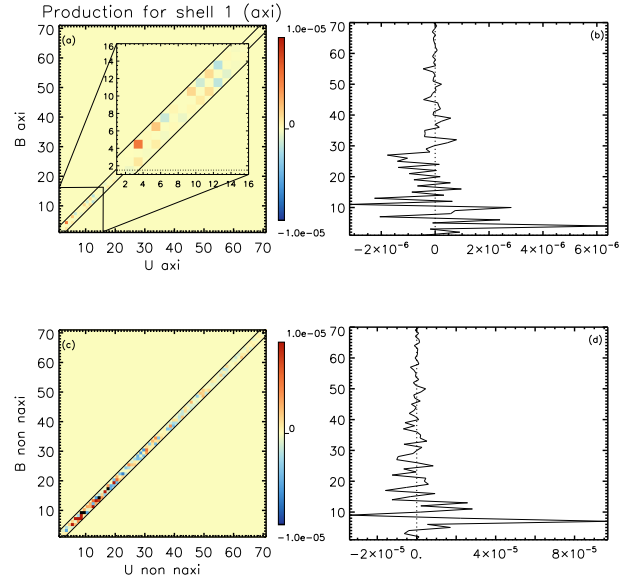 Production for shell 1 (axi)
(a)
B axi
70
60
50
40
30
20
10
16
14
12
10
8
6
4
2
2 4 6 8 10 12 14 16
10 20 30 40 50 60 70
U axi
1.0e-05
0
-1.0e-05
(b)
70
60
50
40
30
20
10
-2×10⁻⁶ 0 2×10⁻⁶ 4×10⁻⁶ 6×10⁻⁶
(c)
B non naxi
70
60
50
40
30
20
10
10 20 30 40 50 60 70
U non naxi
1.0e-05
0
-1.0e-05
(d)
70
60
50
40
30
20
10
-2×10⁻⁵ 0. 4×10⁻⁵ 8×10⁻⁵